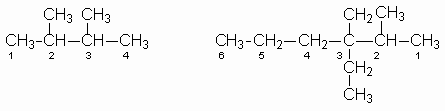 CH₃ CH₃
CH₃-CH-CH-CH₃
1 2 3 4
CH₂ CH₃
CH₃-CH₂-CH₂-C-CH-CH₃
6 5 4 3 2 1
CH₂
CH₃